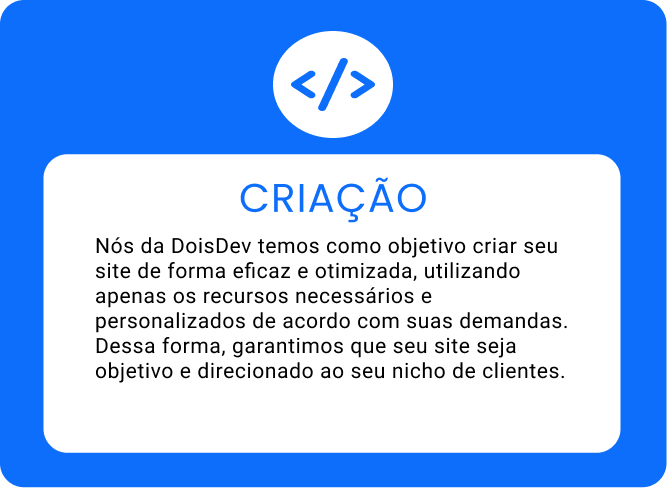 </>
CRIAÇÃO
Nós da DoisDev temos como objetivo criar seu
site de forma eficaz e otimizada, utilizando
apenas os recursos necessários e
personalizados de acordo com suas demandas.
Dessa forma, garantimos que seu site seja
objetivo e direcionado ao seu nicho de clientes.